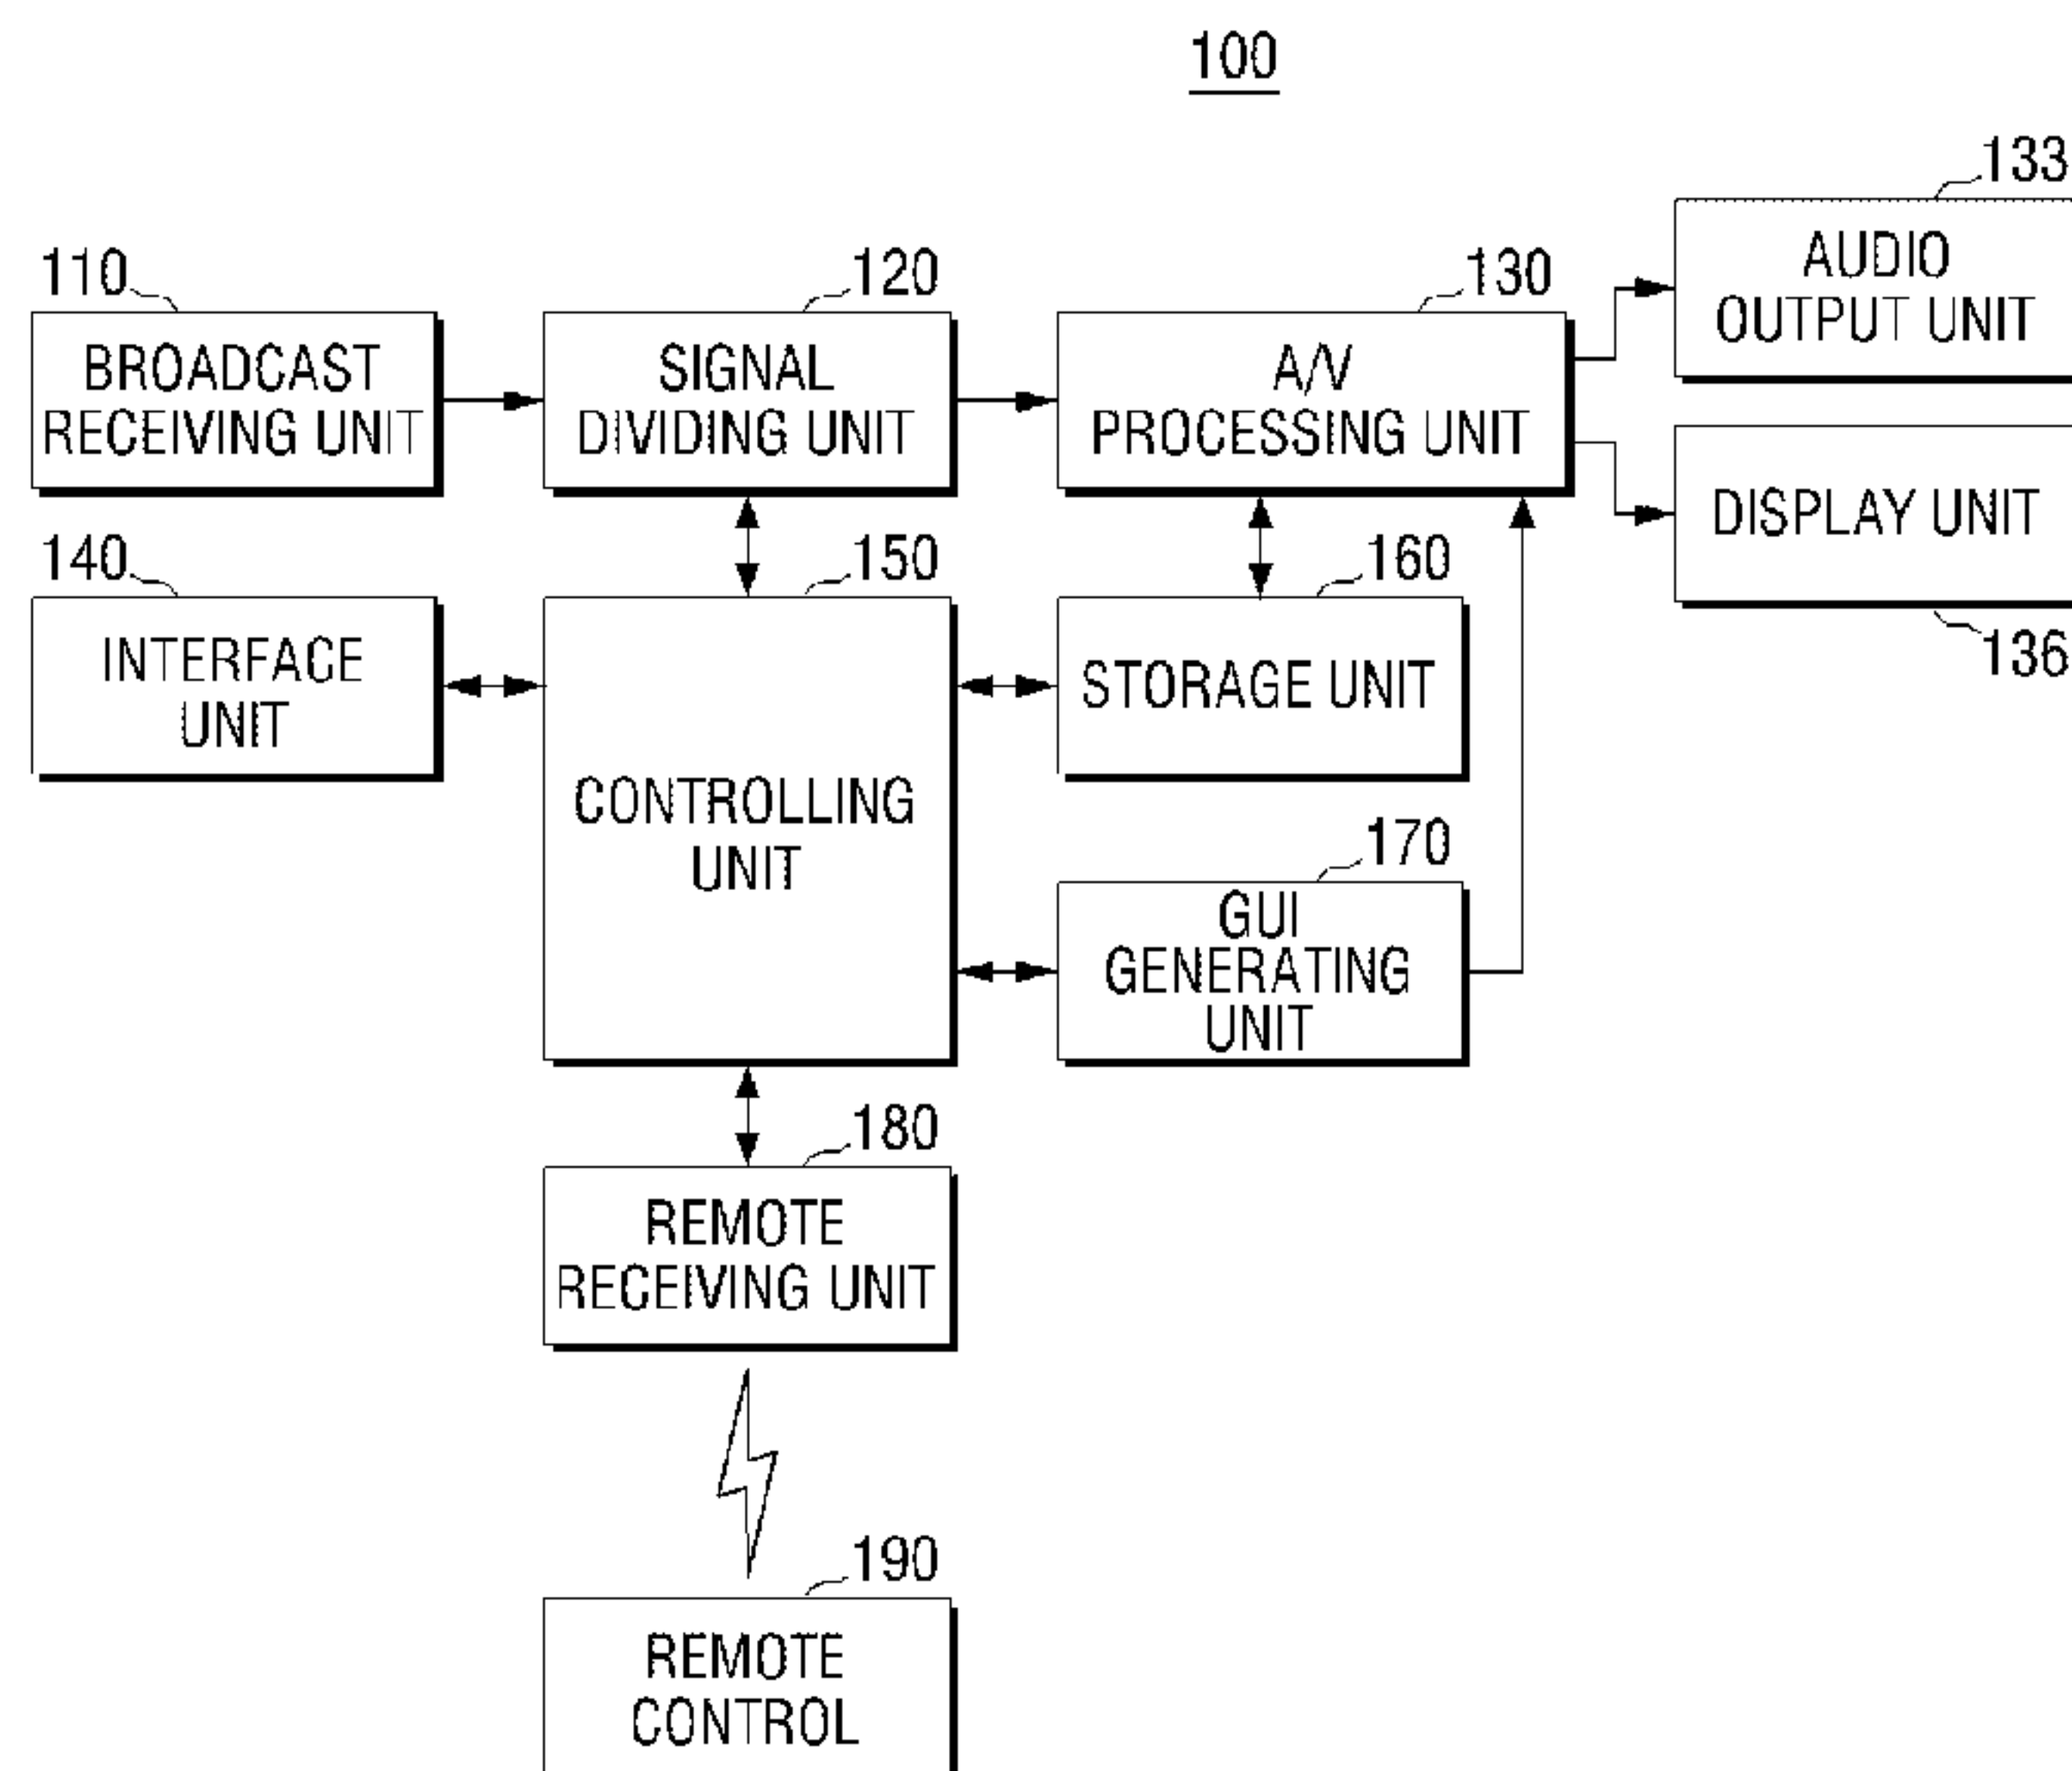 100
133
AUDIO
OUTPUT UNIT
110
BROADCAST
RECEIVING UNIT
120
SIGNAL
DIVIDING UNIT
130
A/V
PROCESSING UNIT
DISPLAY UNIT
136
140
INTERFACE
UNIT
150
CONTROLLING
UNIT
160
STORAGE UNIT
170
GUI
GENERATING
UNIT
180
REMOTE
RECEIVING UNIT
190
REMOTE
CONTROL